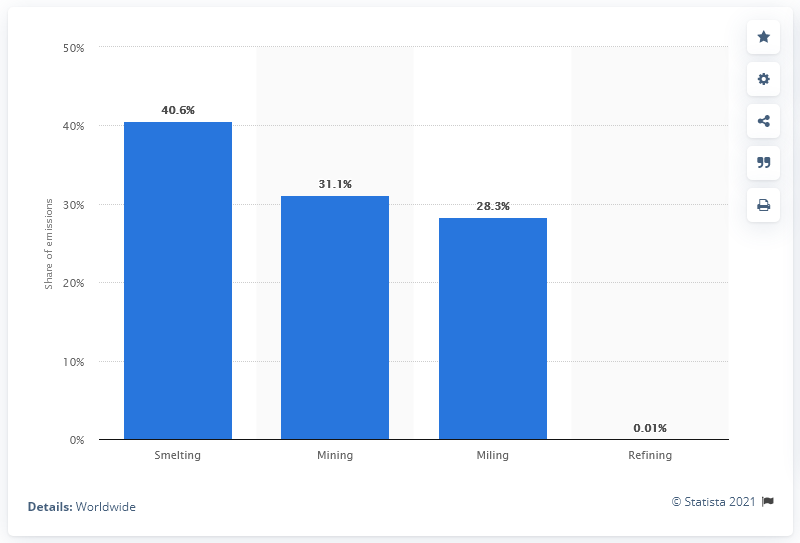 50%
40%
30%
20%
10%
0%
Share of emissions
40.6%
31.1%
28.3%
0.01%
Smelting
Mining
Miling
Refining
Details: Worldwide
© Statista 2021